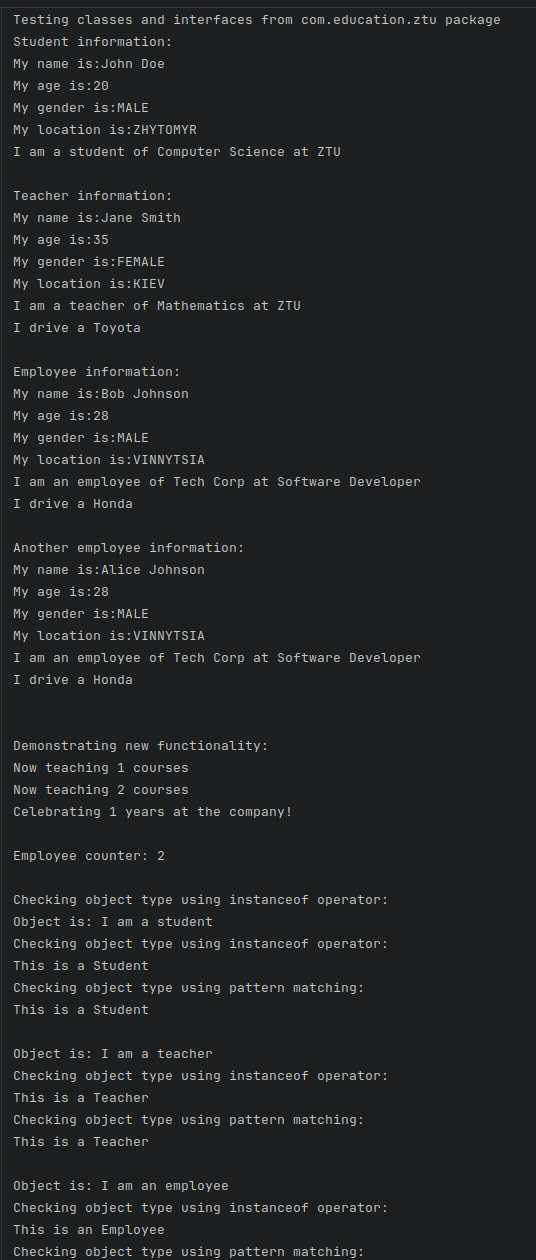 Testing classes and interfaces from com.education.ztu package
Student information:
My name is:John Doe
My age is:20
My gender is:MALE
My location is:ZHYTOMYR
I am a student of Computer Science at ZTU

Teacher information:
My name is:Jane Smith
My age is:35
My gender is:FEMALE
My location is:KIEV
I am a teacher of Mathematics at ZTU
I drive a Toyota

Employee information:
My name is:Bob Johnson
My age is:28
My gender is:MALE
My location is:VINNYTSIA
I am an employee of Tech Corp at Software Developer
I drive a Honda

Another employee information:
My name is:Alice Johnson
My age is:28
My gender is:MALE
My location is:VINNYTSIA
I am an employee of Tech Corp at Software Developer
I drive a Honda


Demonstrating new functionality:
Now teaching 1 courses
Now teaching 2 courses
Celebrating 1 years at the company!

Employee counter: 2

Checking object type using instanceof operator:
Object is: I am a student
Checking object type using instanceof operator:
This is a Student
Checking object type using pattern matching:
This is a Student

Object is: I am a teacher
Checking object type using instanceof operator:
This is a Teacher
Checking object type using pattern matching:
This is a Teacher

Object is: I am an employee
Checking object type using instanceof operator:
This is an Employee
Checking object type using pattern matching: